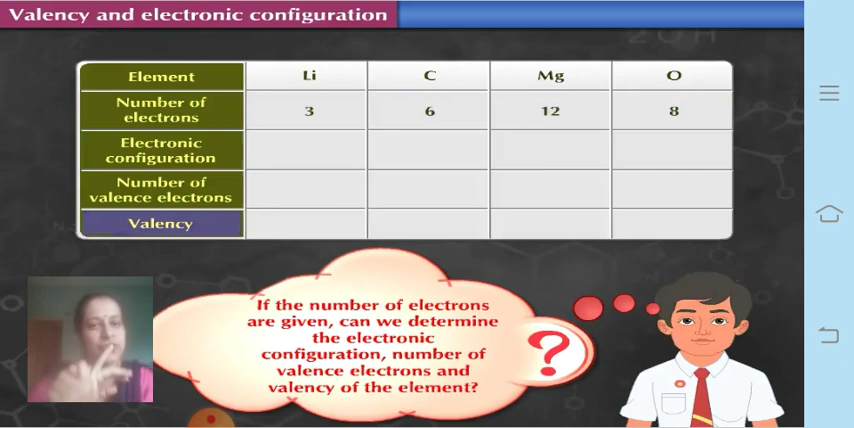 Valency and electronic configuration
Element Li C Mg O
Number of
electrons 3 6 12 8
Electronic
configuration
Number of
valence electrons
Valency
If the number of electrons
are given, can we determine
the electronic
configuration, number of
valence electrons and
valency of the element?
?